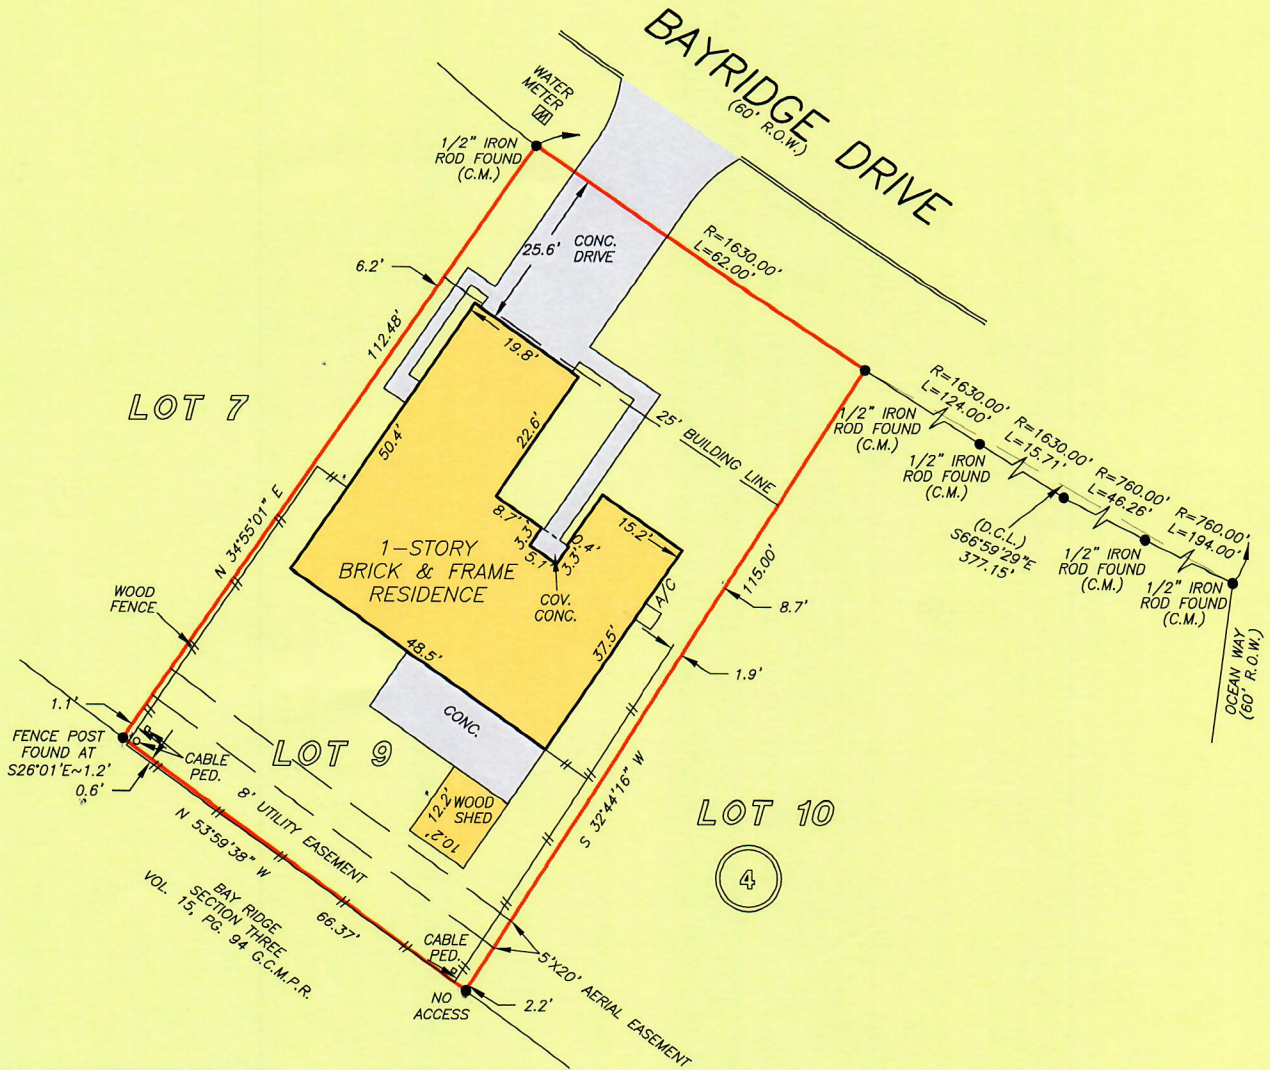 BAYRIDGE DRIVE
(60' R.O.W.)
WATER
METER
M
1/2" IRON
ROD FOUND
(C.M.)
25.6'
CONC.
DRIVE
R=1630.00'
L=62.00'
6.2'
112.48'
19.8'
LOT 7
50.4'
22.6'
25' BUILDING LINE
R=1630.00'
L=124.00'
1/2" IRON
ROD FOUND
(C.M.)
R=1630.00'
L=15.71'
1/2" IRON
ROD FOUND
(C.M.)
R=760.00'
L=46.26'
(D.C.L.)
S66°59'29"E
377.15'
R=760.00'
L=194.00'
1/2" IRON
ROD FOUND
(C.M.)
1/2" IRON
ROD FOUND
(C.M.)
OCEAN WAY
(60' R.O.W.)
N 34°55'01" E
8.7'
3.3'
5.1'
3.3'
0.4'
15.2'
1-STORY
BRICK & FRAME
RESIDENCE
COV.
CONC.
A/C
115.00'
8.7'
WOOD
FENCE
48.5'
37.5'
1.9'
1.1'
FENCE POST
FOUND AT
S26°01'E~1.2'
0.6'
CABLE
PED.
LOT 9
CONC.
8' UTILITY EASEMENT
12.2'
WOOD
SHED
10.2'
S 32°44'16" W
LOT 10
4
N 53°59'38" W
66.37'
BAY RIDGE
SECTION THREE
VOL. 15, PG. 94 G.C.M.P.R.
CABLE
PED.
5'X20' AERIAL EASEMENT
NO
ACCESS
2.2'